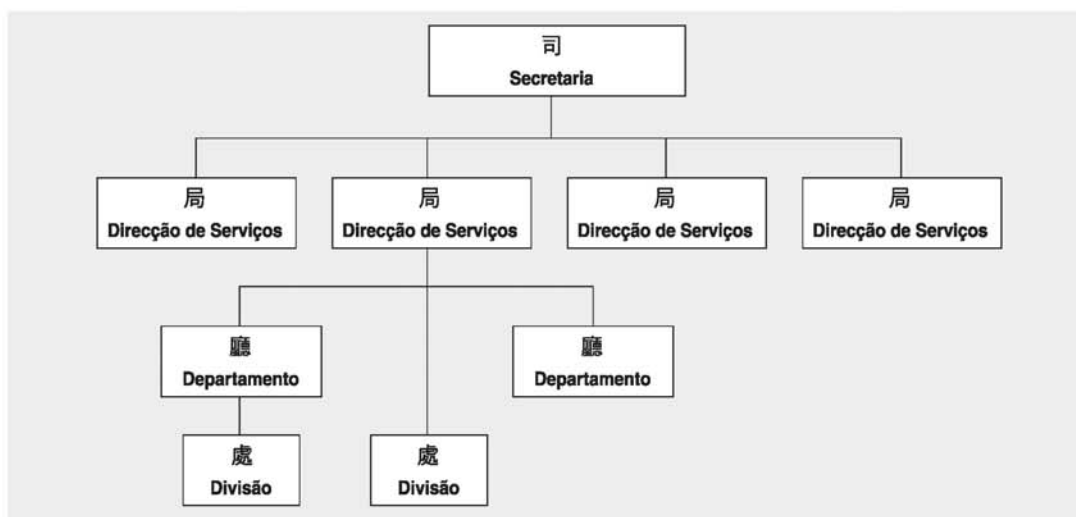 司
Secretaria
局
Direcção de Serviços
局
Direcção de Serviços
局
Direcção de Serviços
局
Direcção de Serviços
廳
Departamento
廳
Departamento
處
Divisão
處
Divisão